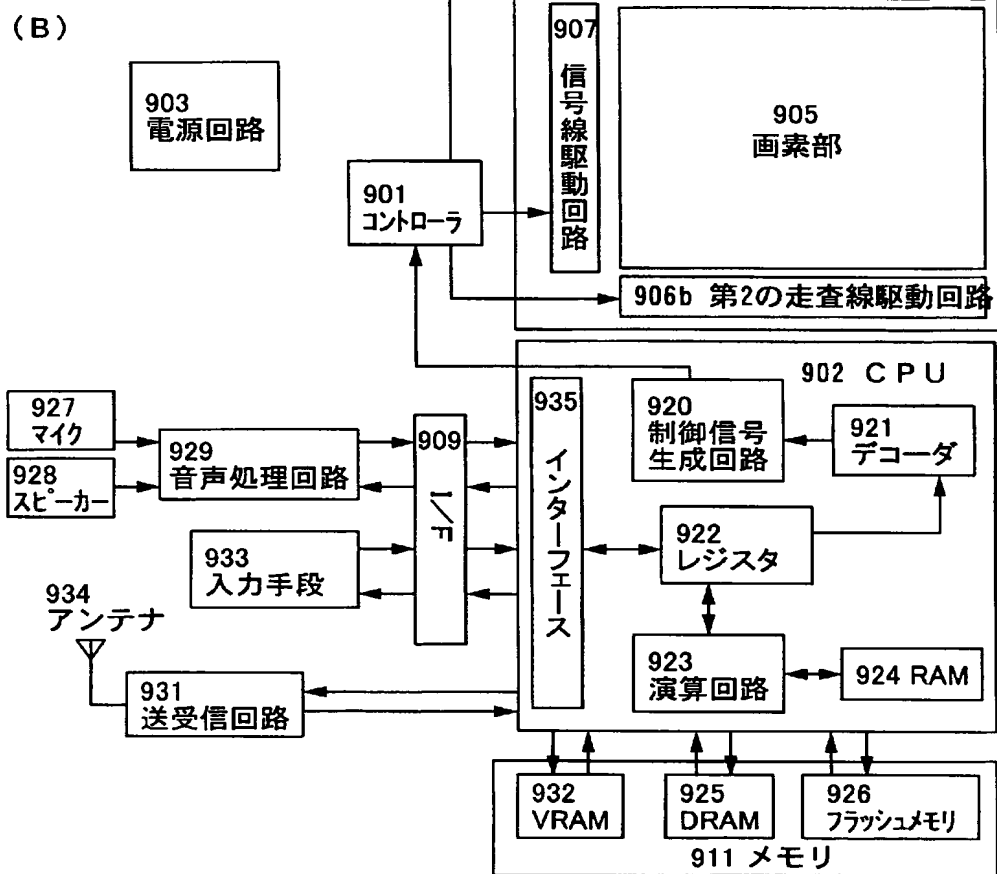 (B)
903
電源回路
907
信号線駆動回路
905
画素部
901
コントローラ
906b 第2の走査線駆動回路
902 CPU
927
マイク
928
スピーカー
929
音声処理回路
909
I/F
935
インターフェース
920
制御信号
生成回路
921
デコーダ
933
入力手段
922
レジスタ
934
アンテナ
931
送受信回路
923
演算回路
924 RAM
932
VRAM
925
DRAM
926
フラッシュメモリ
911 メモリ